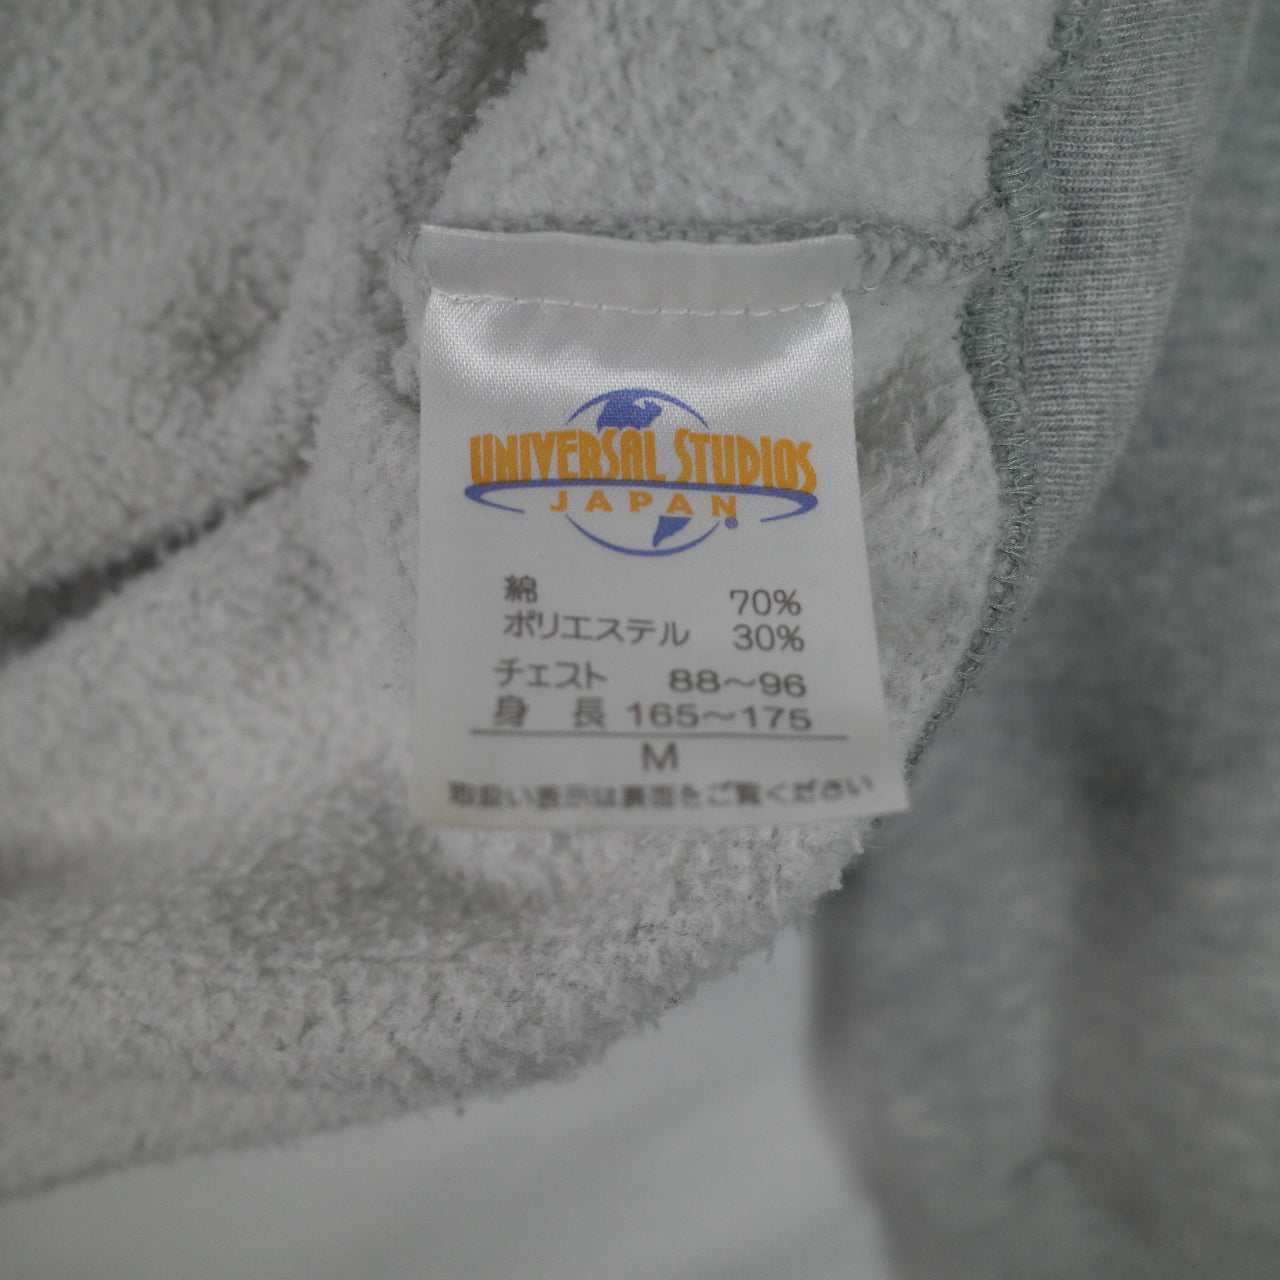 UNIVERSAL STUDIOS
JAPAN ®
綿 70%
ポリエステル 30%
チェスト 88～96
身 長 165～175
M
取扱い表示は裏面をご覧ください